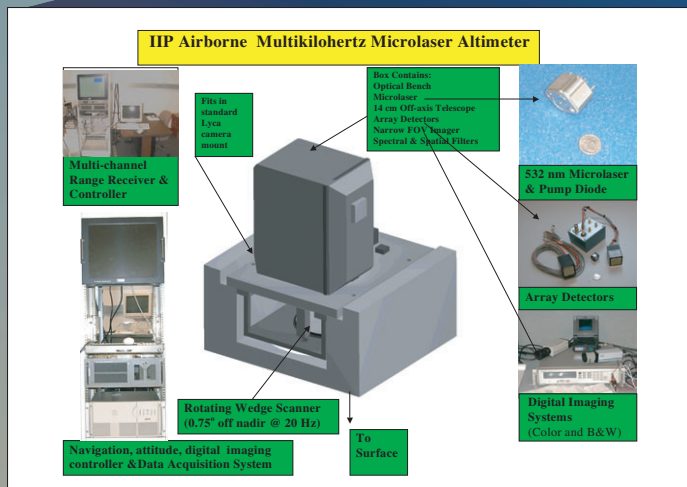 IIP Airborne Multikilohertz Microlaser Altimeter
Fits in
standard
Lyca
camera
mount
Box Contains:
Optical Bench
Microlaser
14 cm Off-axis Telescope
Array Detectors
Narrow FOV Imager
Spectral & Spatial Filters
Multi-channel
Range Receiver &
Controller
532 nm Microlaser
& Pump Diode
Array Detectors
Rotating Wedge Scanner
(0.75° off nadir @ 20 Hz)
To
Surface
Digital Imaging
Systems
(Color and B&W)
Navigation, attitude, digital imaging
controller &Data Acquisition System